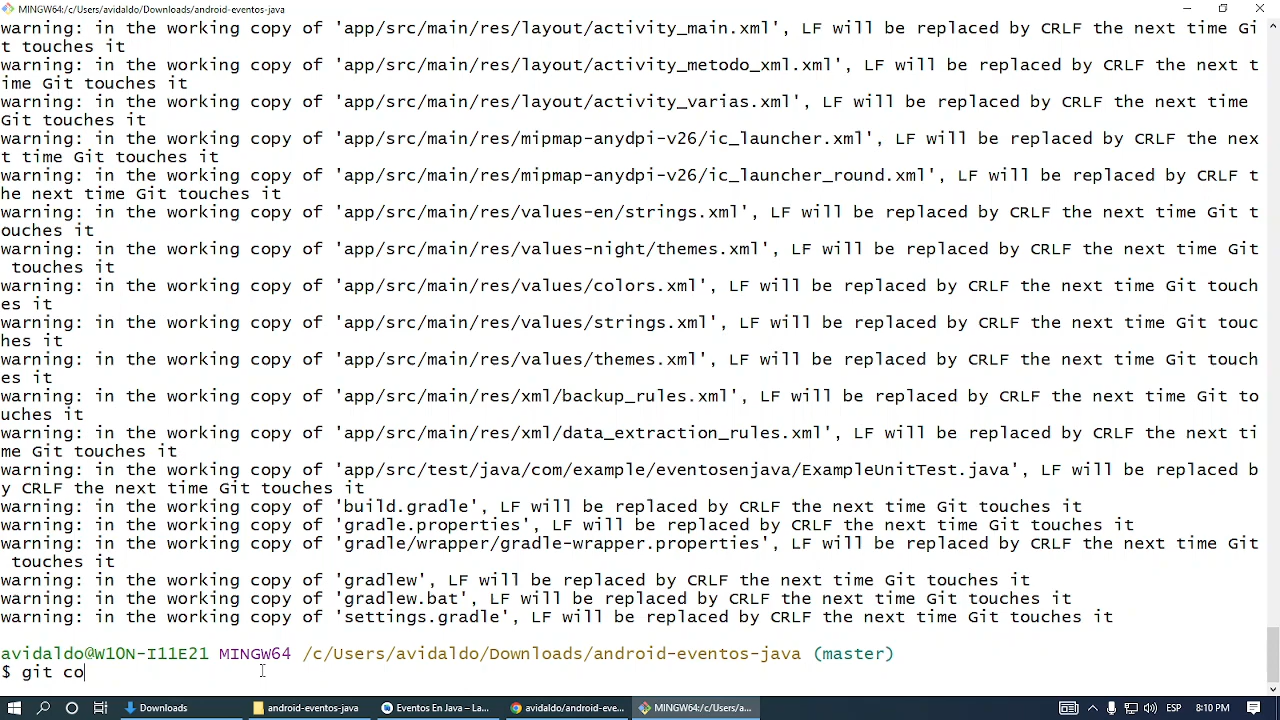 MINGW64:/c/Users/avidaldo/Downloads/android-eventos-java
warning: in the working copy of 'app/src/main/res/layout/activity_main.xml', LF will be replaced by CRLF the next time Gi
t touches it
warning: in the working copy of 'app/src/main/res/layout/activity_metodo_xml.xml', LF will be replaced by CRLF the next t
ime Git touches it
warning: in the working copy of 'app/src/main/res/layout/activity_varias.xml', LF will be replaced by CRLF the next time
Git touches it
warning: in the working copy of 'app/src/main/res/mipmap-anydpi-v26/ic_launcher.xml', LF will be replaced by CRLF the nex
t time Git touches it
warning: in the working copy of 'app/src/main/res/mipmap-anydpi-v26/ic_launcher_round.xml', LF will be replaced by CRLF t
he next time Git touches it
warning: in the working copy of 'app/src/main/res/values-en/strings.xml', LF will be replaced by CRLF the next time Git t
ouches it
warning: in the working copy of 'app/src/main/res/values-night/themes.xml', LF will be replaced by CRLF the next time Git
 touches it
warning: in the working copy of 'app/src/main/res/values/colors.xml', LF will be replaced by CRLF the next time Git touch
es it
warning: in the working copy of 'app/src/main/res/values/strings.xml', LF will be replaced by CRLF the next time Git touc
hes it
warning: in the working copy of 'app/src/main/res/values/themes.xml', LF will be replaced by CRLF the next time Git touch
es it
warning: in the working copy of 'app/src/main/res/xml/backup_rules.xml', LF will be replaced by CRLF the next time Git to
uches it
warning: in the working copy of 'app/src/main/res/xml/data_extraction_rules.xml', LF will be replaced by CRLF the next ti
me Git touches it
warning: in the working copy of 'app/src/test/java/com/example/eventosenjava/ExampleUnitTest.java', LF will be replaced b
y CRLF the next time Git touches it
warning: in the working copy of 'build.gradle', LF will be replaced by CRLF the next time Git touches it
warning: in the working copy of 'gradle.properties', LF will be replaced by CRLF the next time Git touches it
warning: in the working copy of 'gradle/wrapper/gradle-wrapper.properties', LF will be replaced by CRLF the next time Git
 touches it
warning: in the working copy of 'gradlew', LF will be replaced by CRLF the next time Git touches it
warning: in the working copy of 'gradlew.bat', LF will be replaced by CRLF the next time Git touches it
warning: in the working copy of 'settings.gradle', LF will be replaced by CRLF the next time Git touches it
avidaldo@W10N-I11E21 MINGW64 /c/Users/avidaldo/Downloads/android-eventos-java (master)
$ git co
Downloads android-eventos-java Eventos En Java – La... avidaldo/android-eve... MINGW64:/c/Users/a... ESP 8:10 PM